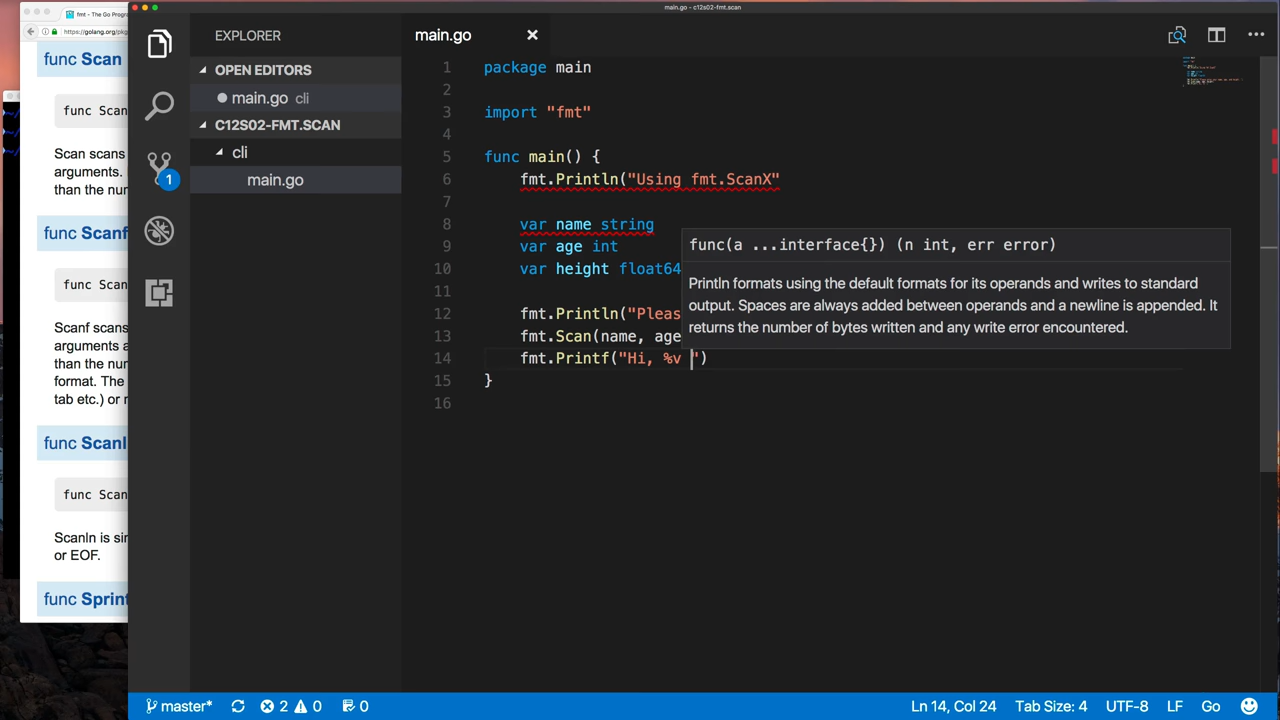 main.go - c12s02-fmt.scan
fmt - The Go Progra
https://golang.org/pkg
func Scan
func Scan
Scan scans
arguments.
than the nu
func Scanf
func Scan
Scanf scans
arguments a
than the nur
format. The
tab etc.) or r
func Scanl
func Scan
Scanln is sir
or EOF.
func Sprint
EXPLORER
OPEN EDITORS
main.go cli
C12S02-FMT.SCAN
cli
main.go
1
main.go
1 package main
2
3 import "fmt"
4
5 func main() {
6 fmt.Println("Using fmt.ScanX"
7
8 var name string
9 var age int
10 var height float64
11
12 fmt.Println("Pleas
13 fmt.Scan(name, age
14 fmt.Printf("Hi, %v ")
15 }
16
func(a ...interface{}) (n int, err error)
Println formats using the default formats for its operands and writes to standard
output. Spaces are always added between operands and a newline is appended. It
returns the number of bytes written and any write error encountered.
master* 2 0 0 Ln 14, Col 24 Tab Size: 4 UTF-8 LF Go